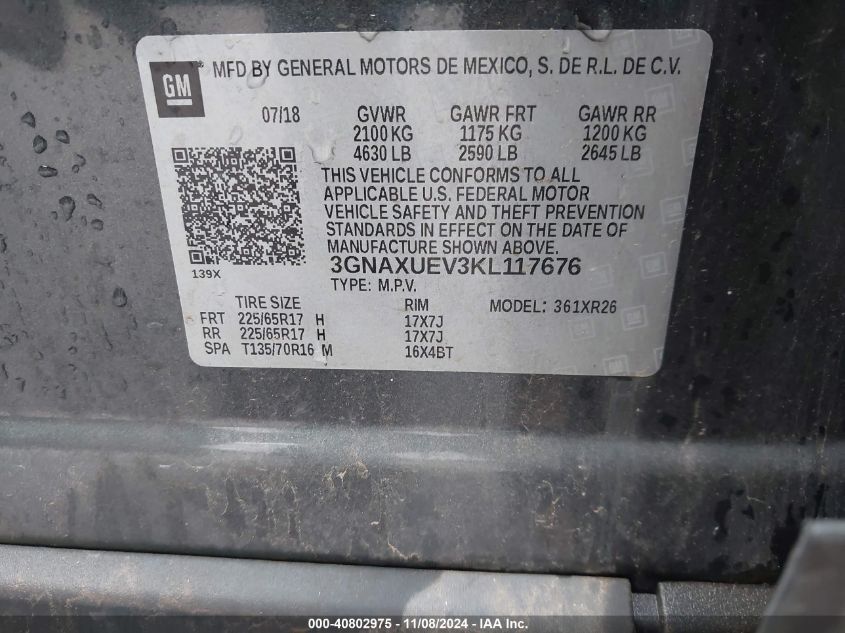 GM
MFD BY GENERAL MOTORS DE MEXICO, S. DE R.L. DE C.V.
07/18 GVWR GAWR FRT GAWR RR
2100 KG 1175 KG 1200 KG
4630 LB 2590 LB 2645 LB
THIS VEHICLE CONFORMS TO ALL
APPLICABLE U.S. FEDERAL MOTOR
VEHICLE SAFETY AND THEFT PREVENTION
STANDARDS IN EFFECT ON THE DATE OF
MANUFACTURE SHOWN ABOVE.
139X
3GNAXUEV3KL117676
TYPE: M.P.V.
TIRE SIZE RIM MODEL: 361XR26
FRT 225/65R17 H 17X7J
RR 225/65R17 H 17X7J
SPA T135/70R16 M 16X4BT
000-40802975 - 11/08/2024 - IAA Inc.